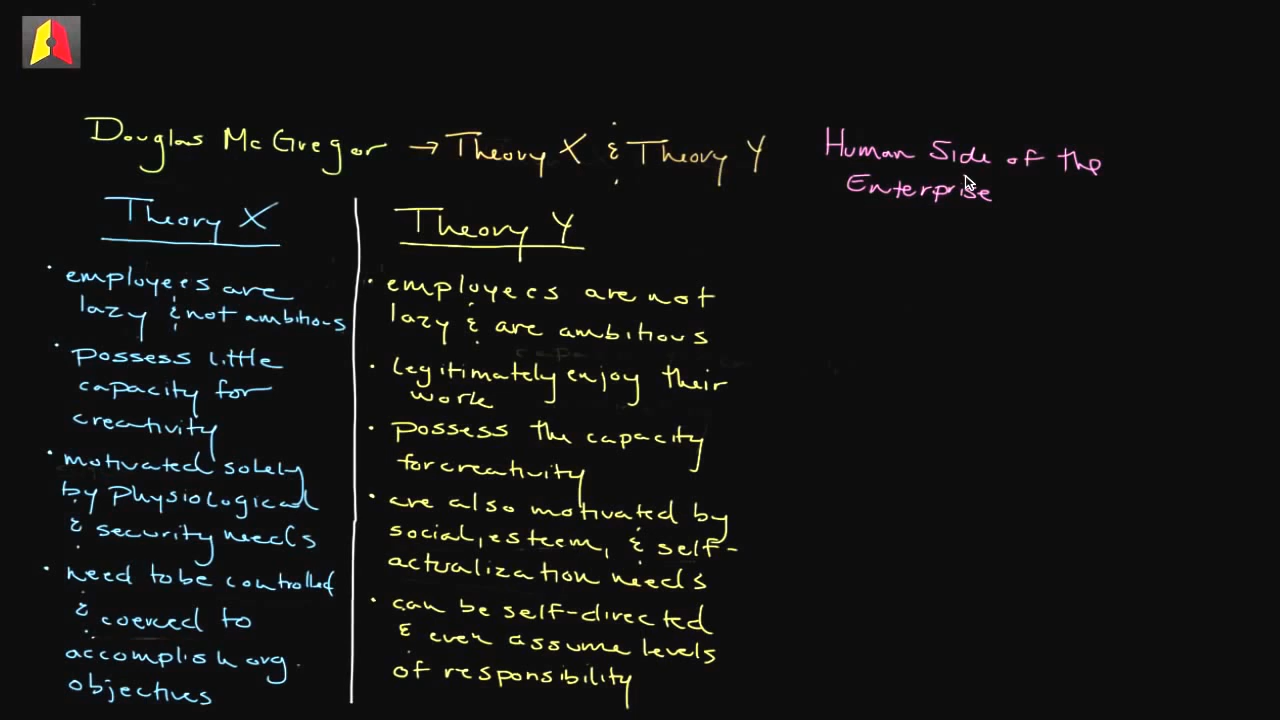 Douglas McGregor → Theory X & Theory Y
Human Side of the
Enterprise
Theory X
• employees are
lazy & not ambitious
• possess little
capacity for
creativity
• motivated solely
by physiological
& security needs
• need to be controlled
& coerced to
accomplish org.
objectives
Theory Y
• employees are not
lazy & are ambitious
• legitimately enjoy their
work
• possess the capacity
for creativity
• are also motivated by
social, esteem, & self-
actualization needs
• can be self-directed
& even assume levels
of responsibility